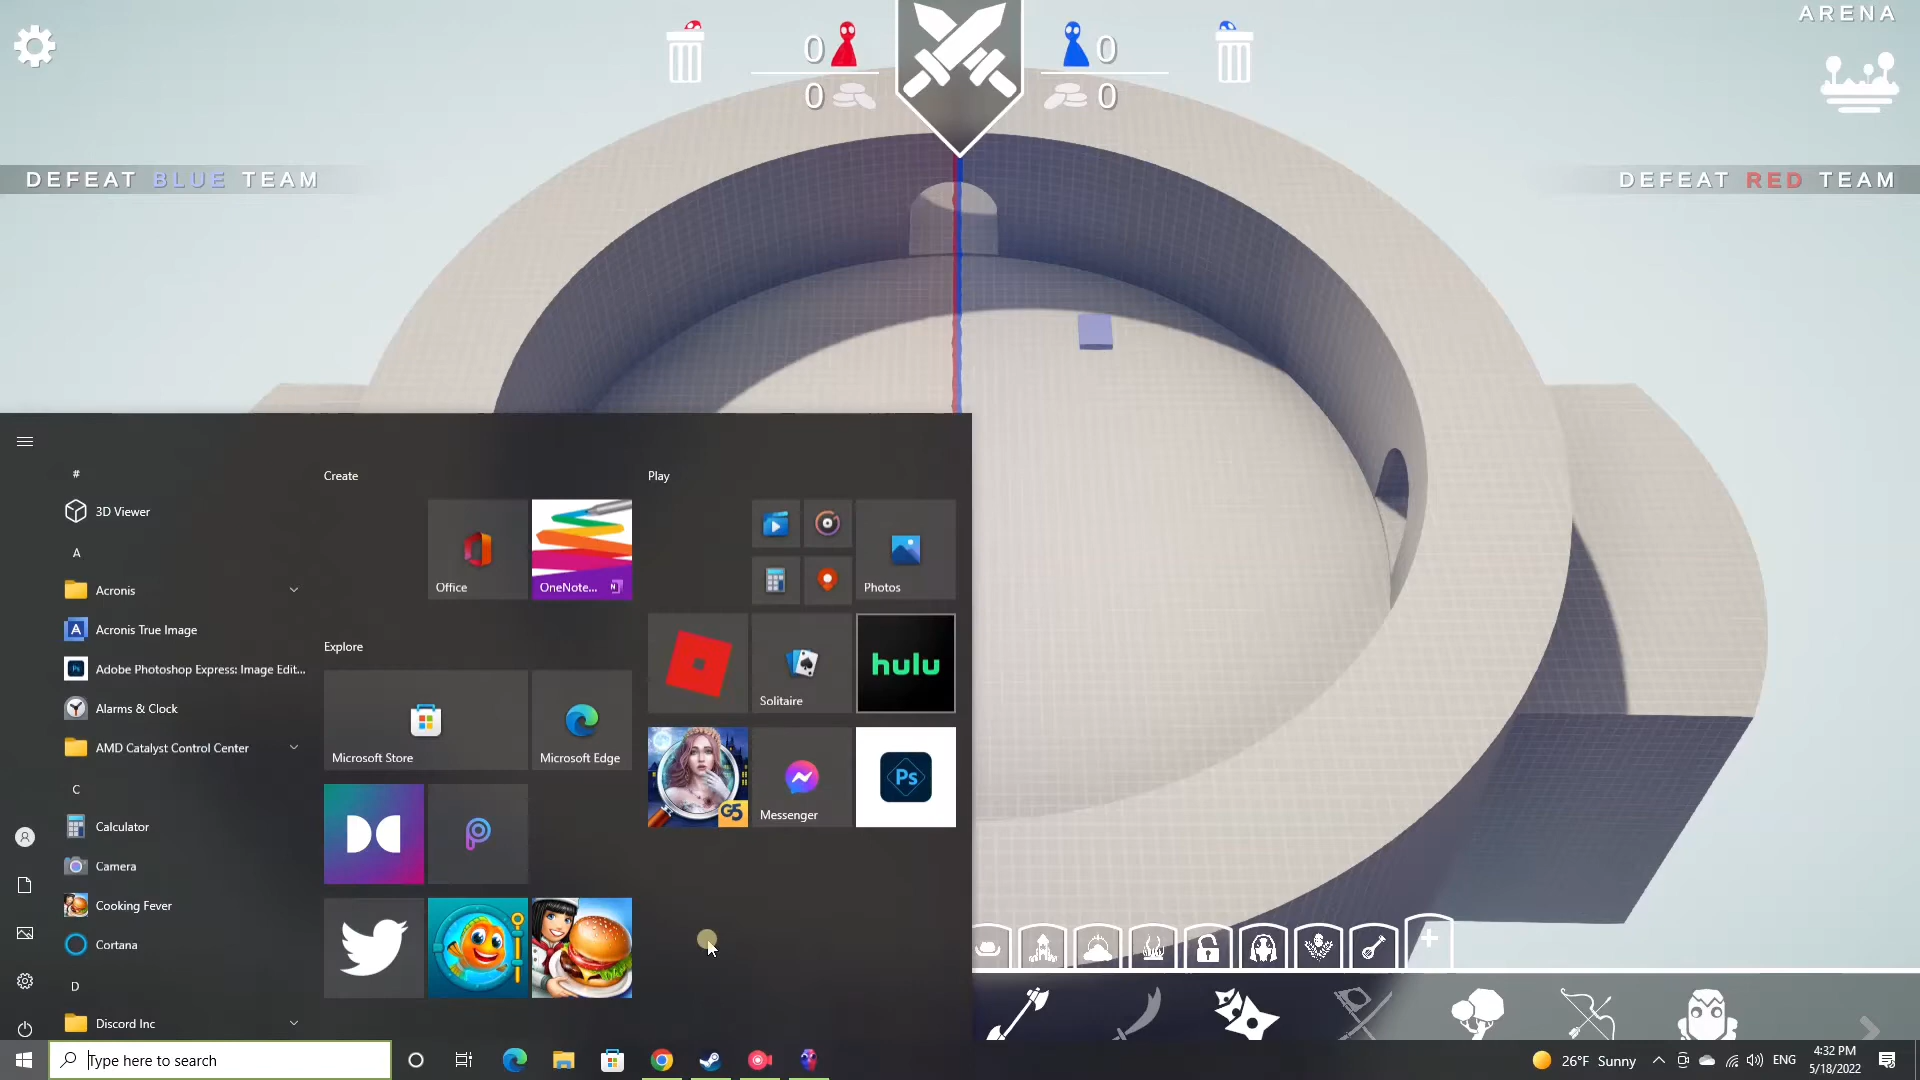 ARENA
0
0
0
0
DEFEAT BLUE TEAM
DEFEAT RED TEAM
Create
Play
#
3D Viewer
A
Acronis
Acronis True Image
Adobe Photoshop Express: Image Edit...
Alarms & Clock
AMD Catalyst Control Center
C
Calculator
Camera
Cooking Fever
Cortana
D
Discord Inc
Office
OneNote...
N
Photos
Explore
Microsoft Store
Microsoft Edge
Solitaire
hulu
G5
Messenger
Ps
Type here to search
26°F Sunny
ENG
4:32 PM
5/18/2022